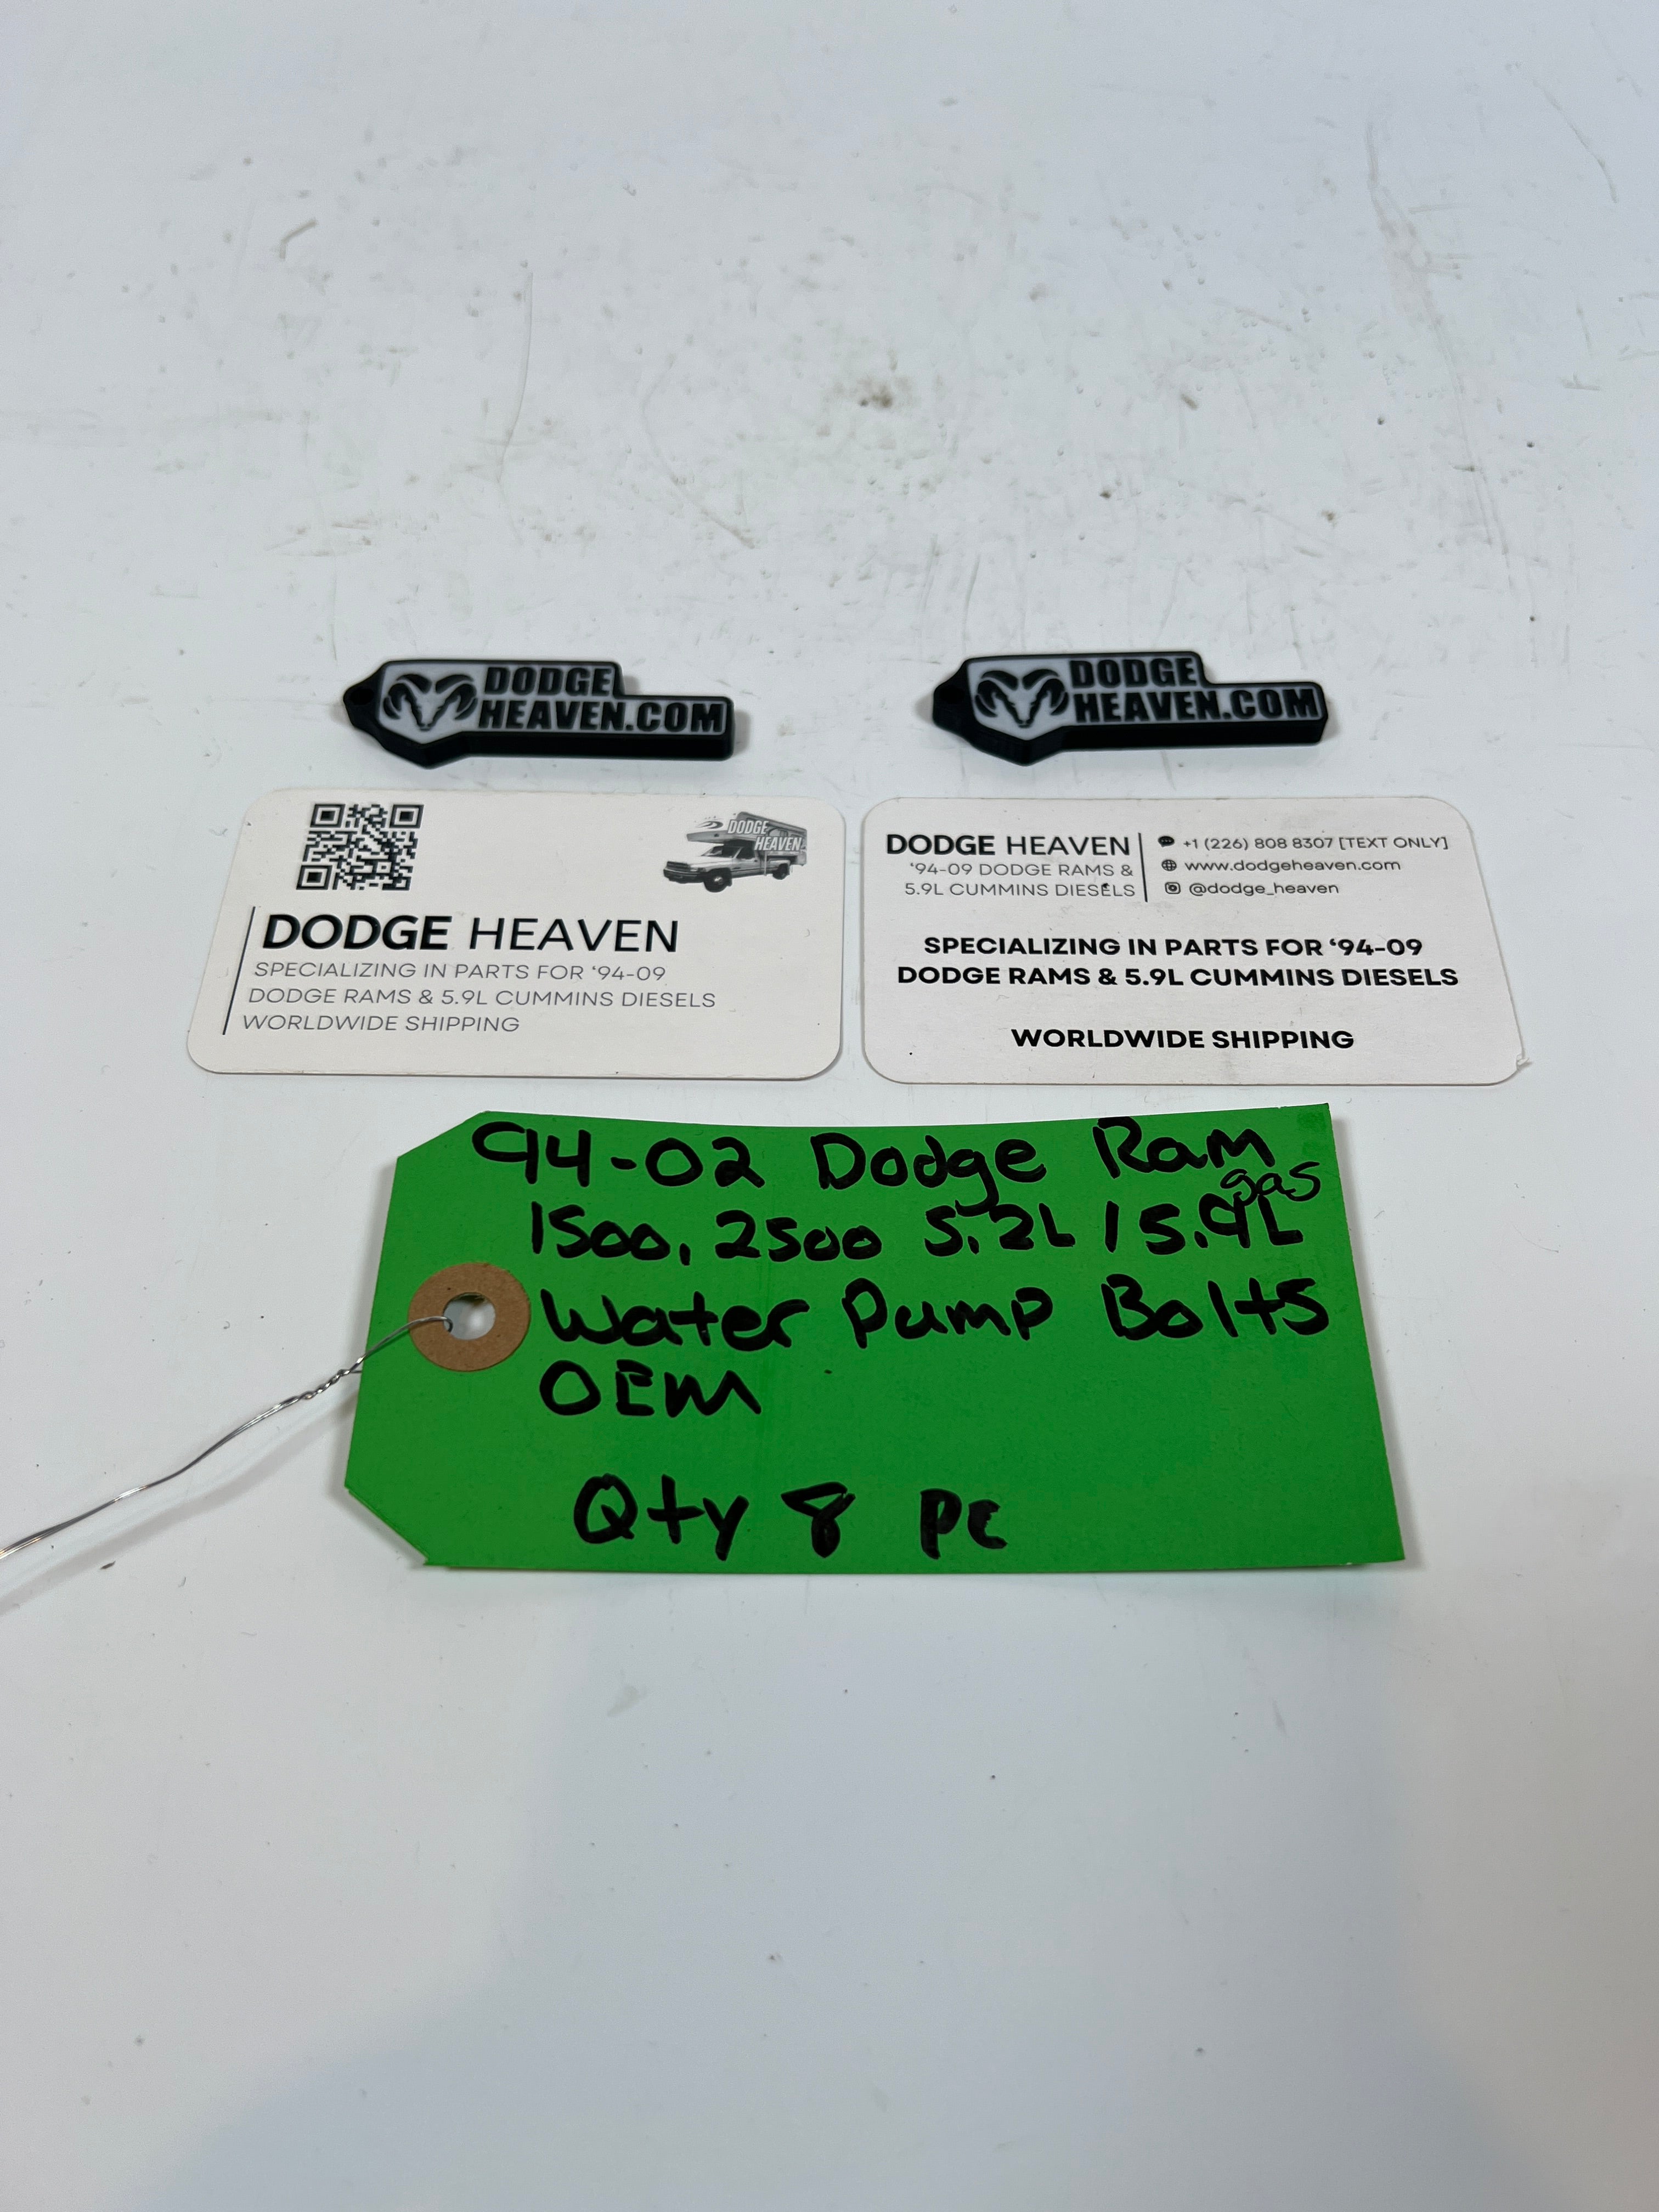 DODGE
HEAVEN.COM
DODGE
HEAVEN.COM
DODGE
HEAVEN
DODGE HEAVEN
SPECIALIZING IN PARTS FOR ‘94-09
DODGE RAMS & 5.9L CUMMINS DIESELS
WORLDWIDE SHIPPING
DODGE HEAVEN
‘94-09 DODGE RAMS &
5.9L CUMMINS DIESELS
+1 (226) 808 8307 [TEXT ONLY]
www.dodgeheaven.com
@dodge_heaven
SPECIALIZING IN PARTS FOR ‘94-09
DODGE RAMS & 5.9L CUMMINS DIESELS
WORLDWIDE SHIPPING
94-02 Dodge Ram
gas
1500, 2500 5.2L / 5.9L
Water Pump Bolts
OEM
Qty 8 pc